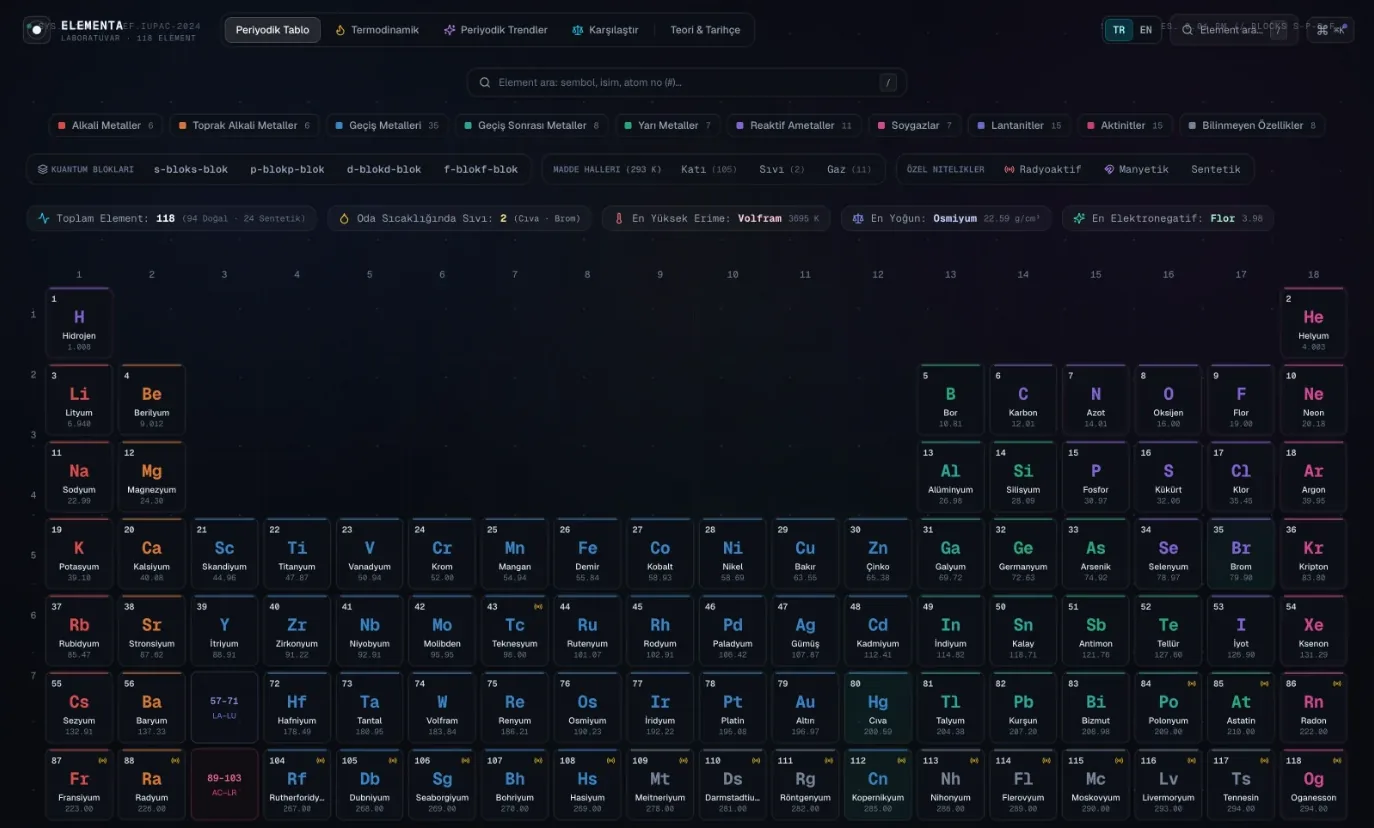 ELEMENTA
LABORATUVAR · 118 ELEMENT
Periyodik Tablo
Termodinamik
Periyodik Trendler
Karşılaştır
Teori & Tarihçe
TR EN
Element ara… /
Element ara: sembol, isim, atom no (#)… /
Alkali Metaller 6
Toprak Alkali Metaller 6
Geçiş Metalleri 35
Geçiş Sonrası Metaller 8
Yarı Metaller 7
Reaktif Ametaller 11
Soygazlar 7
Lantanitler 15
Aktinitler 15
Bilinmeyen Özellikler 8
KUANTUM BLOKLARI s-bloks-blok p-blokp-blok d-blokd-blok f-blokf-blok
MADDE HALLERI (293 K) Katı (105) Sıvı (2) Gaz (11)
ÖZEL NITELIKLER Radyoaktif Manyetik Sentetik
Toplam Element: 118 (94 Doğal · 24 Sentetik)
Oda Sıcaklığında Sıvı: 2 (Cıva · Brom)
En Yüksek Erime: Volfram 3695 K
En Yoğun: Osmiyum 22.59 g/cm³
En Elektronegatif: Flor 3.98
1 2 3 4 5 6 7 8 9 10 11 12 13 14 15 16 17 18
1
1 H Hidrojen 1.008
2 He Helyum 4.003
2
3 Li Lityum 6.940
4 Be Berilyum 9.012
5 B Bor 10.81
6 C Karbon 12.01
7 N Azot 14.01
8 O Oksijen 16.00
9 F Flor 19.00
10 Ne Neon 20.18
3
11 Na Sodyum 22.99
12 Mg Magnezyum 24.30
13 Al Alüminyum 26.98
14 Si Silisyum 28.09
15 P Fosfor 30.97
16 S Kükürt 32.06
17 Cl Klor 35.45
18 Ar Argon 39.95
4
19 K Potasyum 39.10
20 Ca Kalsiyum 40.08
21 Sc Skandiyum 44.96
22 Ti Titanyum 47.87
23 V Vanadyum 50.94
24 Cr Krom 52.00
25 Mn Mangan 54.94
26 Fe Demir 55.84
27 Co Kobalt 58.93
28 Ni Nikel 58.69
29 Cu Bakır 63.55
30 Zn Çinko 65.38
31 Ga Galyum 69.72
32 Ge Germanyum 72.63
33 As Arsenik 74.92
34 Se Selenyum 78.97
35 Br Brom 79.90
36 Kr Kripton 83.80
5
37 Rb Rubidyum 85.47
38 Sr Stronsiyum 87.62
39 Y İtriyum 88.91
40 Zr Zirkonyum 91.22
41 Nb Niyobyum 92.91
42 Mo Molibden 95.95
43 Tc Teknesyum 98.00
44 Ru Rutenyum 101.07
45 Rh Rodyum 102.91
46 Pd Paladyum 106.42
47 Ag Gümüş 107.87
48 Cd Kadmiyum 112.41
49 In İndiyum 114.82
50 Sn Kalay 118.71
51 Sb Antimon 121.76
52 Te Tellür 127.60
53 I İyot 126.90
54 Xe Ksenon 131.29
6
55 Cs Sezyum 132.91
56 Ba Baryum 137.33
57-71 LA-LU
72 Hf Hafniyum 178.49
73 Ta Tantal 180.95
74 W Volfram 183.84
75 Re Renyum 186.21
76 Os Osmiyum 190.23
77 Ir İridyum 192.22
78 Pt Platin 195.08
79 Au Altın 196.97
80 Hg Cıva 200.59
81 Tl Talyum 204.38
82 Pb Kurşun 207.20
83 Bi Bizmut 208.98
84 Po Polonyum 209.00
85 At Astatin 210.00
86 Rn Radon 222.00
7
87 Fr Fransiyum 223.00
88 Ra Radyum 226.00
89-103 AC-LR
104 Rf Rutherfordiy… 267.00
105 Db Dubniyum 268.00
106 Sg Seaborgiyum 269.00
107 Bh Bohriyum 270.00
108 Hs Hasiyum 269.00
109 Mt Meitneriyum 278.00
110 Ds Darmstadtiu… 281.00
111 Rg Röntgenyum 282.00
112 Cn Kopernikyum 285.00
113 Nh Nihonyum 286.00
114 Fl Flerovyum 289.00
115 Mc Moskovyum 290.00
116 Lv Livermoryum 293.00
117 Ts Tennesin 294.00
118 Og Oganesson 294.00